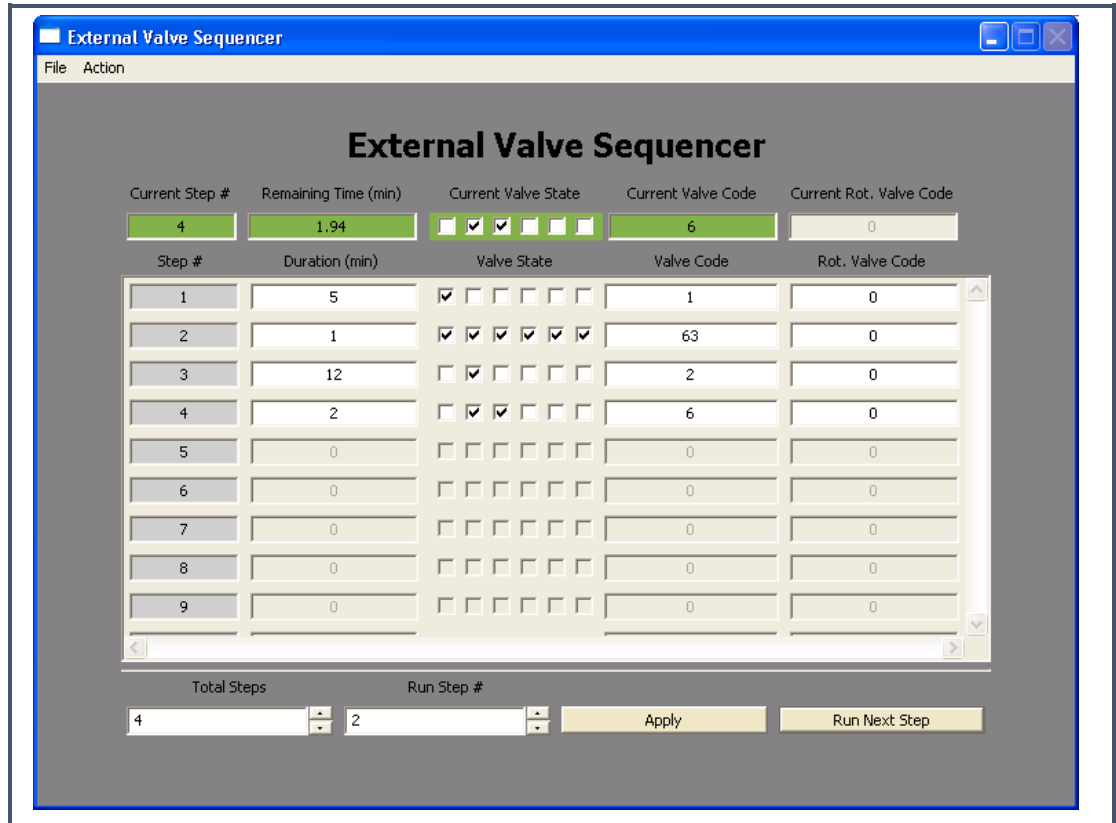 External Valve Sequencer
File Action
External Valve Sequencer
Current Step # Remaining Time (min) Current Valve State Current Valve Code Current Rot. Valve Code
4 1.94 6 0
Step # Duration (min) Valve State Valve Code Rot. Valve Code
1 5 1 0
2 1 63 0
3 12 2 0
4 2 6 0
5 0 0 0
6 0 0 0
7 0 0 0
8 0 0 0
9 0 0 0
Total Steps Run Step #
4 2 Apply Run Next Step